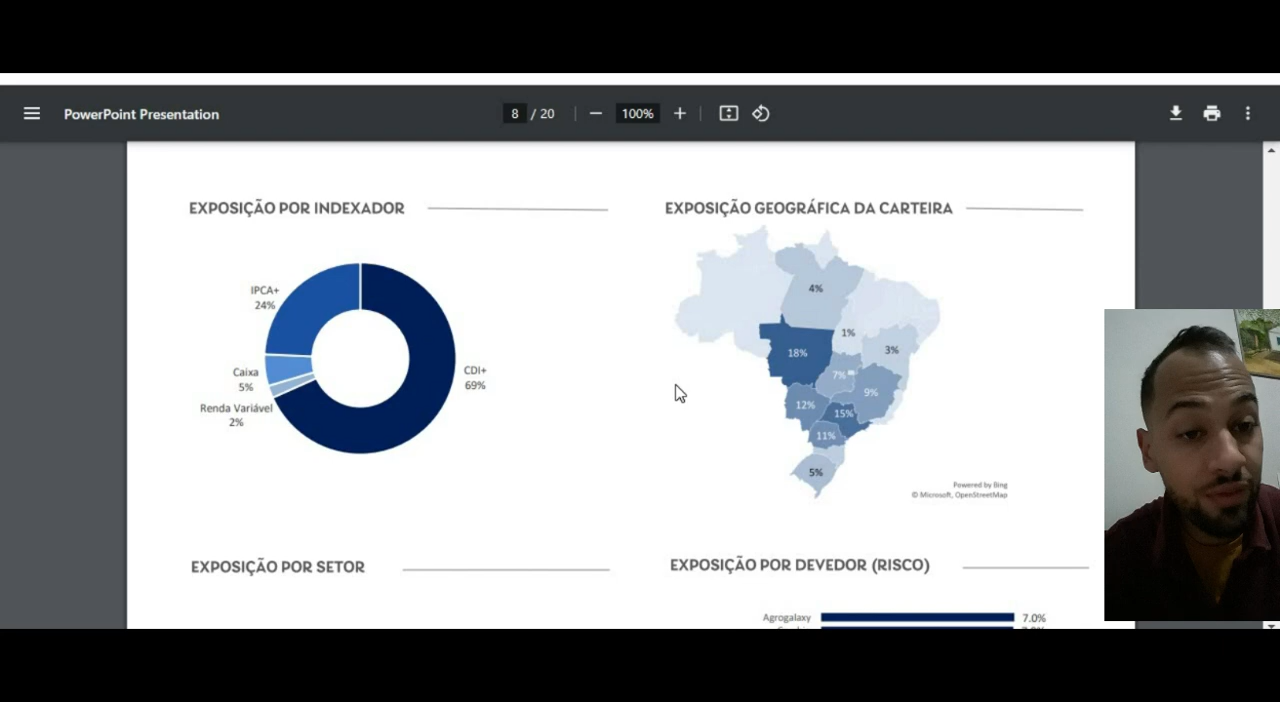 PowerPoint Presentation
8 / 20
100%
EXPOSIÇÃO POR INDEXADOR
IPCA+
24%
Caixa
5%
Renda Variável
2%
CDI+
69%
EXPOSIÇÃO GEOGRÁFICA DA CARTEIRA
4%
1%
18%
3%
7%
9%
12%
15%
11%
5%
Powered by Bing
© Microsoft, OpenStreetMap
EXPOSIÇÃO POR SETOR
EXPOSIÇÃO POR DEVEDOR (RISCO)
Agrogalaxy
7.0%